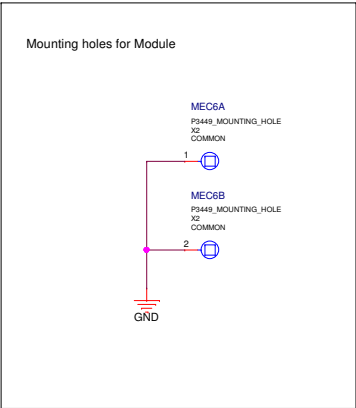 Mounting holes for Module
MEC6A
P3449_MOUNTING_HOLE
X2
COMMON
1
MEC6B
P3449_MOUNTING_HOLE
X2
COMMON
2
GND